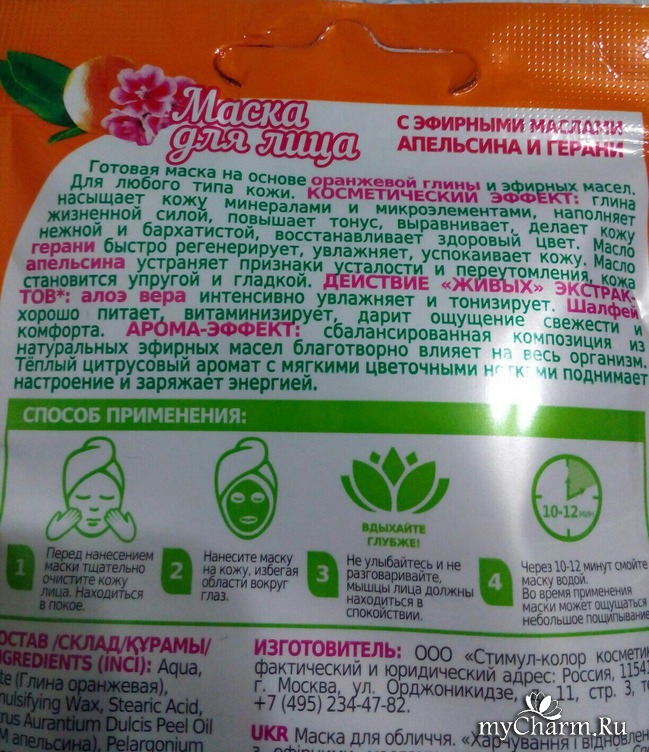 Маска
для лица
С ЭФИРНЫМИ МАСЛАМИ
АПЕЛЬСИНА И ГЕРАНИ
Готовая маска на основе оранжевой глины и эфирных масел.
Для любого типа кожи. КОСМЕТИЧЕСКИЙ ЭФФЕКТ: глина
насыщает кожу минералами и микроэлементами, наполняет
жизненной силой, повышает тонус, выравнивает, делает кожу
нежной и бархатистой, восстанавливает здоровый цвет. Масло
герани быстро регенерирует, увлажняет, успокаивает кожу. Масло
апельсина устраняет признаки усталости и переутомления, кожа
становится упругой и гладкой. ДЕЙСТВИЕ «ЖИВЫХ» ЭКСТРАК-
ТОВ*: алоэ вера интенсивно увлажняет и тонизирует. Шалфей
хорошо питает, витаминизирует, дарит ощущение свежести и
комфорта. АРОМА-ЭФФЕКТ: сбалансированная композиция из
натуральных эфирных масел благотворно влияет на весь организм.
Тёплый цитрусовый аромат с мягкими цветочными нотками поднимает
настроение и заряжает энергией.
СПОСОБ ПРИМЕНЕНИЯ:
ВДЫХАЙТЕ
ГЛУБЖЕ!
10-12 мин
1
Перед нанесением
маски тщательно
очистите кожу
лица. Находиться
в покое.
2
Нанесите маску
на кожу, избегая
области вокруг
глаз.
3
Не улыбайтесь и не
разговаривайте,
мышцы лица должны
находиться в
спокойствии.
4
Через 10-12 минут смойте
маску водой.
Во время применения
маски может ощущаться
небольшое пощипывание
ОСТАВ /СКЛАД/ҚҰРАМЫ/
NGREDIENTS (INCI): Aqua,
(Глина оранжевая),
mulsifying Wax, Stearic Acid,
rus Aurantium Dulcis Peel Oil
апельсина), Pelargonium
ИЗГОТОВИТЕЛЬ: ООО «Стимул-колор косметик
фактический и юридический адрес: Россия, 11541
г. Москва, ул. Орджоникидзе, 11, стр. 3,
+7 (495) 234-47-82.
UKR Маска для обличчя.
myCharm.Ru